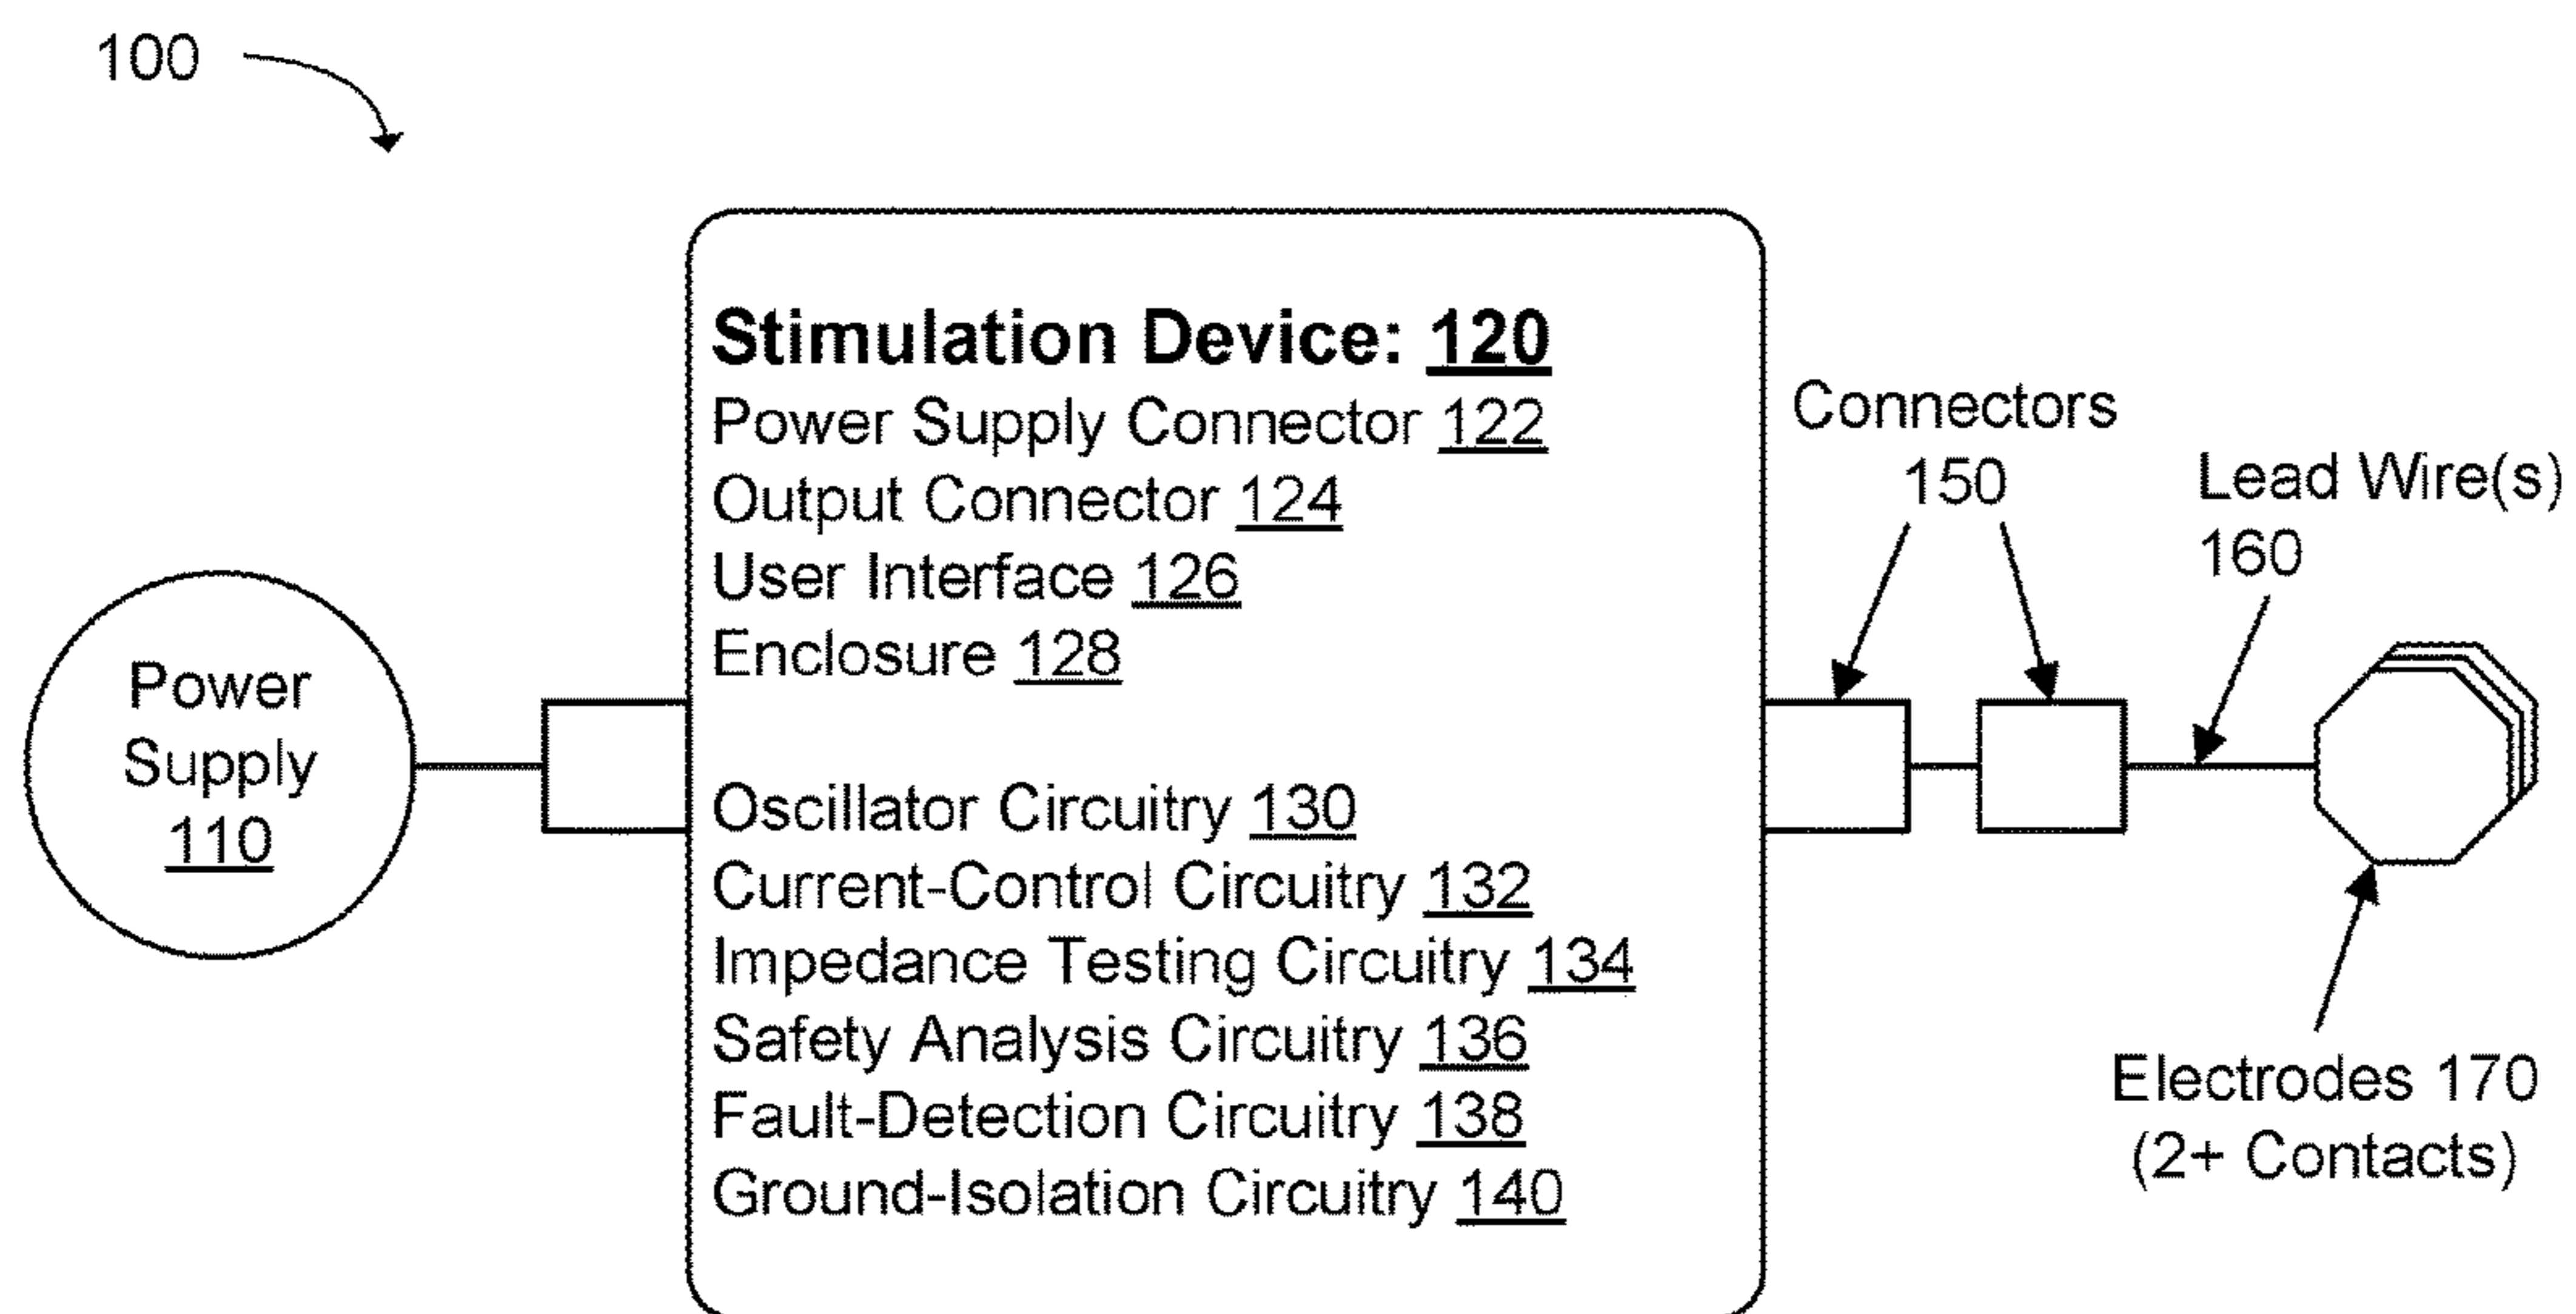 100
Stimulation Device: 120
Power Supply Connector 122
Output Connector 124
User Interface 126
Enclosure 128
Oscillator Circuitry 130
Current-Control Circuitry 132
Impedance Testing Circuitry 134
Safety Analysis Circuitry 136
Fault-Detection Circuitry 138
Ground-Isolation Circuitry 140
Power
Supply
110
Connectors
150
Lead Wire(s)
160
Electrodes 170
(2+ Contacts)